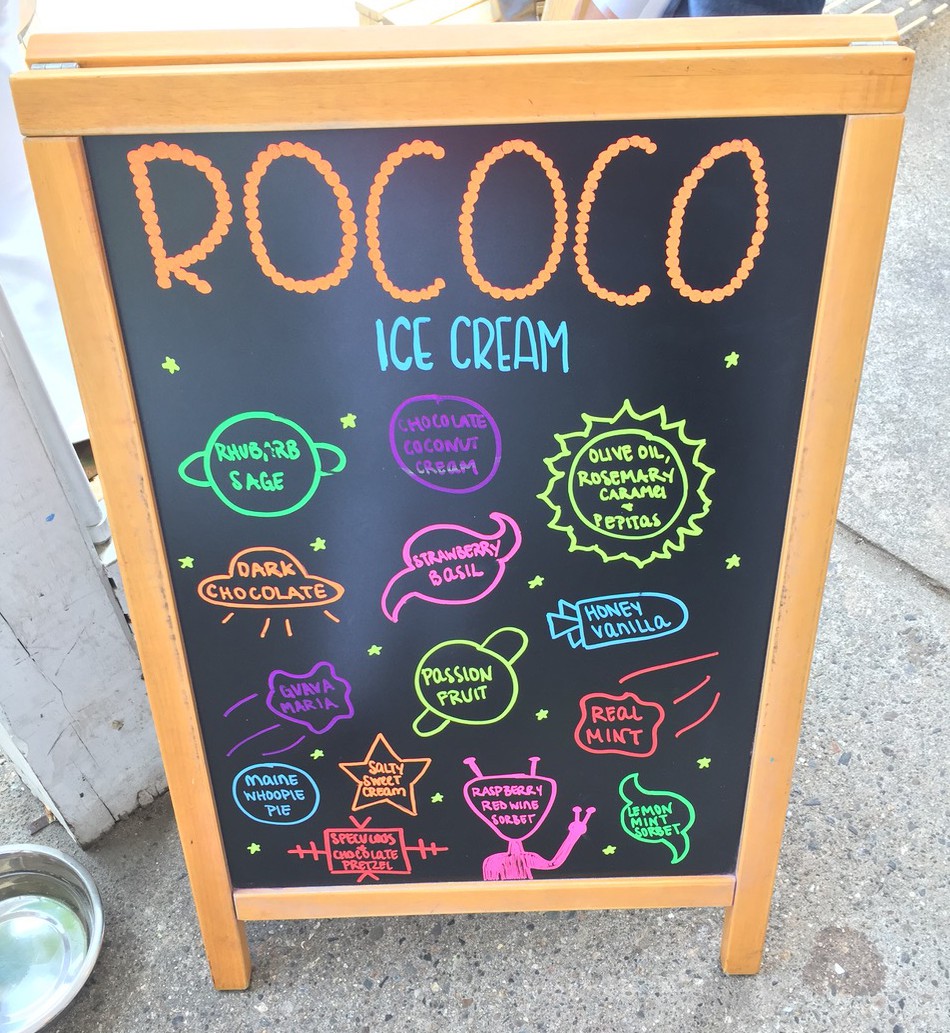 ROCOCO
ICE CREAM
RHUBARB
SAGE
CHOCOLATE
COCONUT
CREAM
OLIVE OIL,
ROSEMARY
CARAMEL
+
PEPITAS
DARK
CHOCOLATE
STRAWBERRY
BASIL
HONEY
VANILLA
GUAVA
MARIA
PASSION
FRUIT
REAL
MINT
MAINE
WHOOPIE
PIE
SALTY
SWEET
CREAM
RASPBERRY
RED WINE
SORBET
LEMON
MINT
SORBET
SPECULOOS
+
CHOCOLATE
PRETZEL